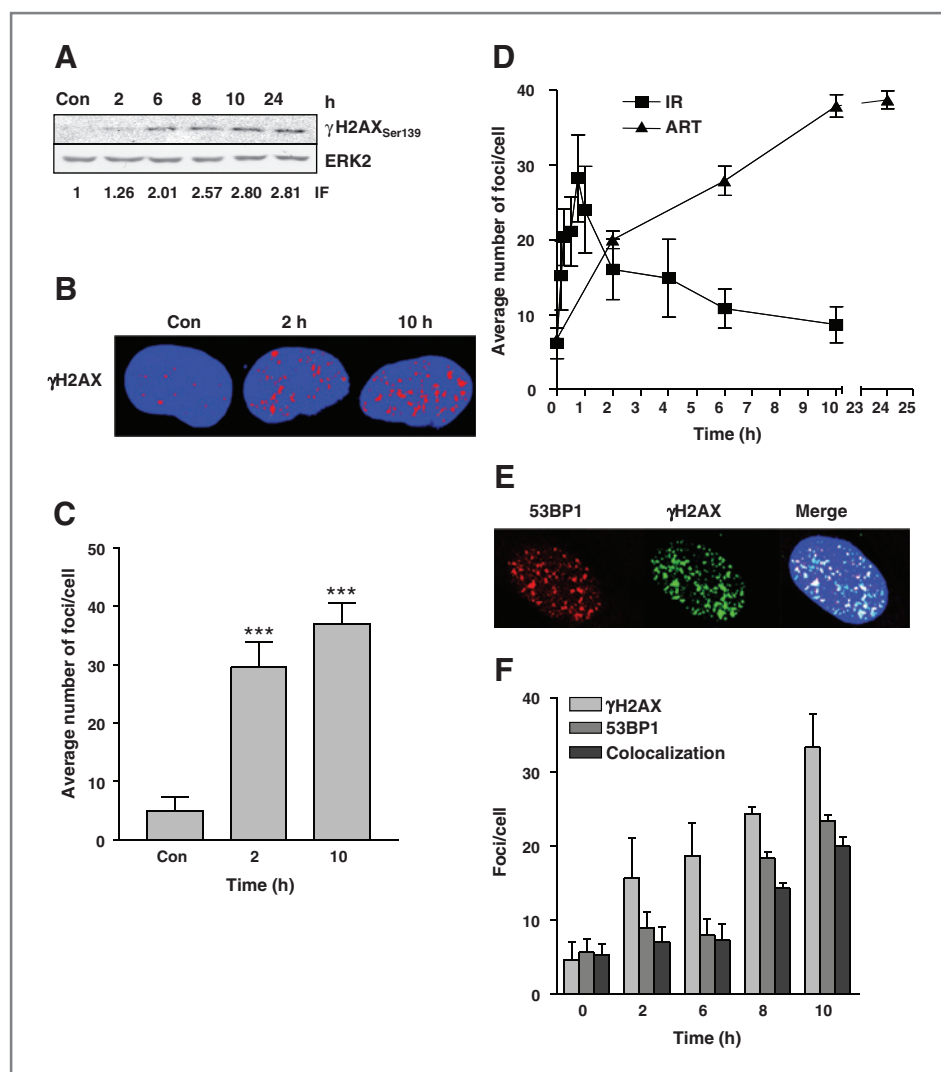 A
Con 2 6 8 10 24 h
γH2AXSer139
ERK2
1 1.26 2.01 2.57 2.80 2.81 IF
B
Con 2 h 10 h
γH2AX
C
Average number of foci/cell
50
40
30
20
10
0
***
***
Con 2 10
Time (h)
D
Average number of foci/cell
40
30
20
10
0
IR
ART
0 1 2 3 4 5 6 7 8 9 10 23 24 25
Time (h)
E
53BP1 γH2AX Merge
F
Foci/cell
40
30
20
10
0
γH2AX
53BP1
Colocalization
0 2 6 8 10
Time (h)